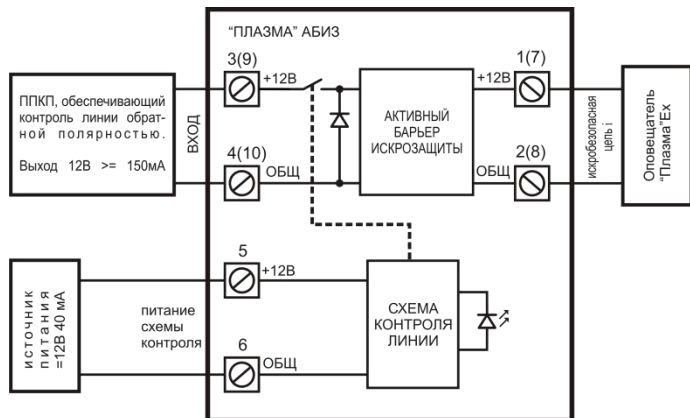 "ПЛАЗМА" АБИЗ
ППКП, обеспечивающий
контроль линии обрат-
ной полярностью.
Выход 12В >= 150мА
ВХОД
3(9)
+12В
4(10)
ОБЩ
АКТИВНЫЙ
БАРЬЕР
ИСКРОЗАЩИТЫ
1(7)
+12В
2(8)
ОБЩ
искробезопасная
цепь i
Оповещатель
"Плазма"Ex
источник
питания
=12В 40 мА
питание
схемы
контроля
5
+12В
6
ОБЩ
СХЕМА
КОНТРОЛЯ
ЛИНИИ